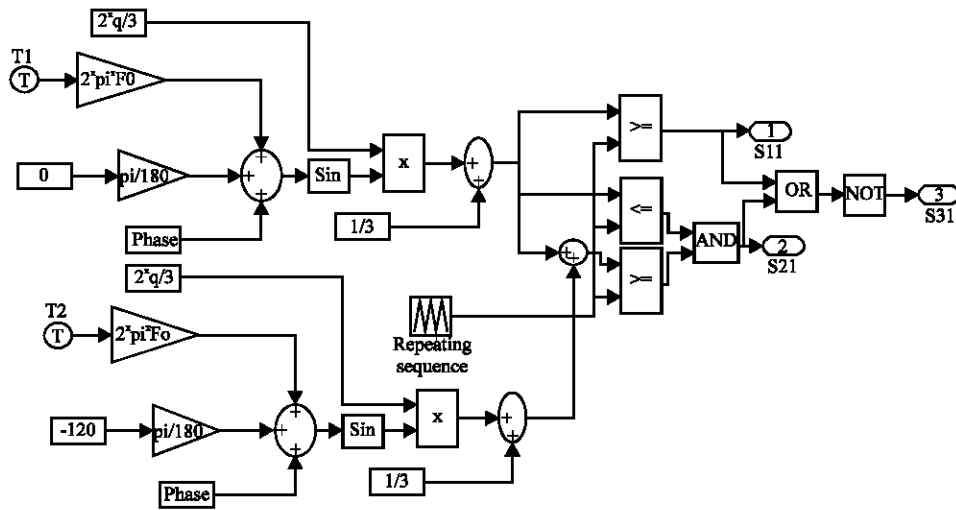 2*q/3
T1
T
2*pi*F0
>=
1
S11
0
pi/180
+
+
+
Sin
x
+
+
<=
OR
NOT
3
S31
1/3
AND
Phase
+
+
2
S21
2*q/3
>=
T2
T
2*pi*Fo
Repeating
sequence
-120
pi/180
+
+
+
Sin
x
+
+
1/3
Phase